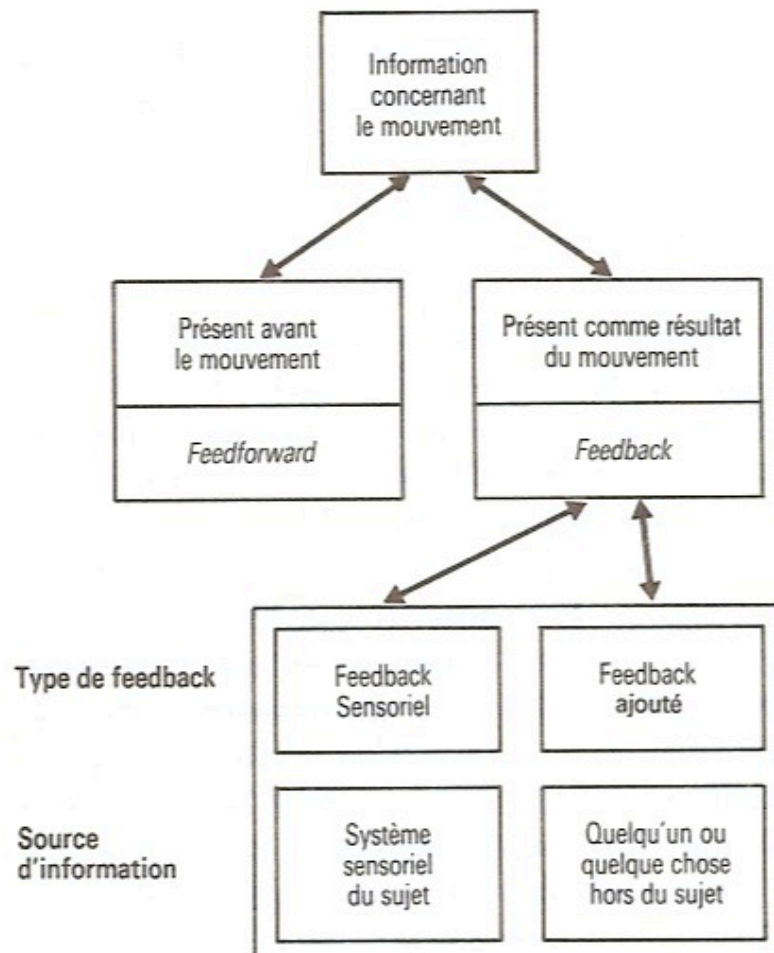 Information
concernant
le mouvement
Présent avant
le mouvement
Feedforward
Présent comme résultat
du mouvement
Feedback
Type de feedback
Feedback
Sensoriel
Feedback
ajouté
Source
d'information
Système
sensoriel
du sujet
Quelqu'un ou
quelque chose
hors du sujet